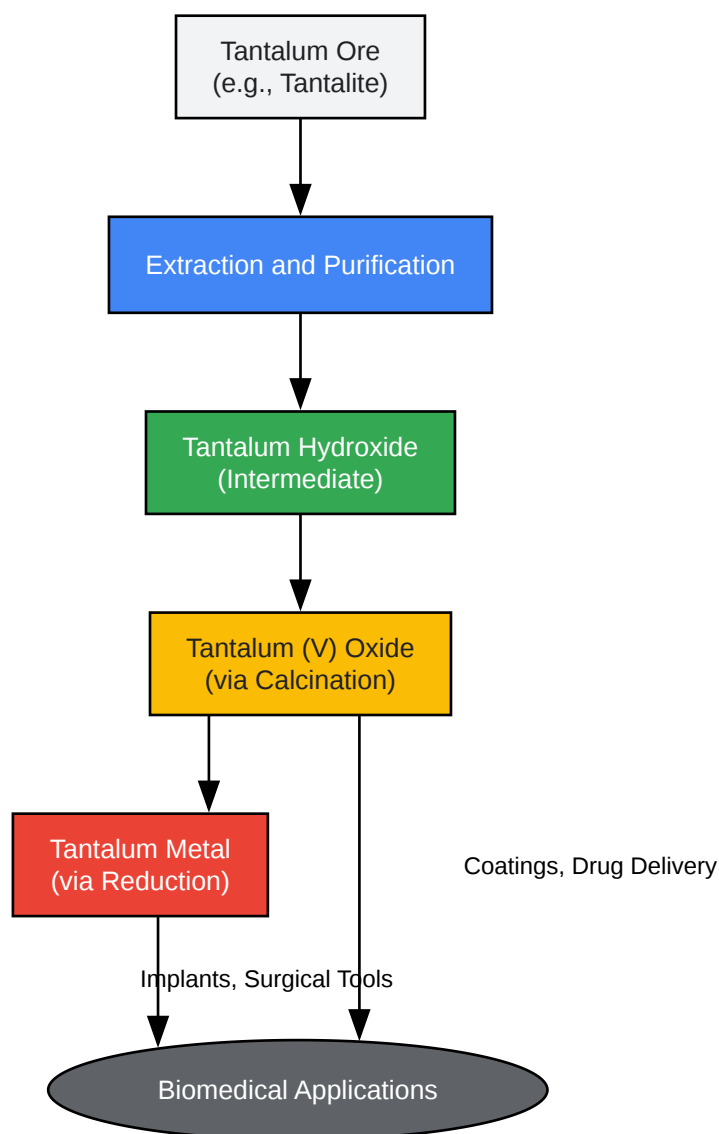 Tantalum Ore
(e.g., Tantalite)
Extraction and Purification
Tantalum Hydroxide
(Intermediate)
Tantalum (V) Oxide
(via Calcination)
Tantalum Metal
(via Reduction)
Coatings, Drug Delivery
Implants, Surgical Tools
Biomedical Applications